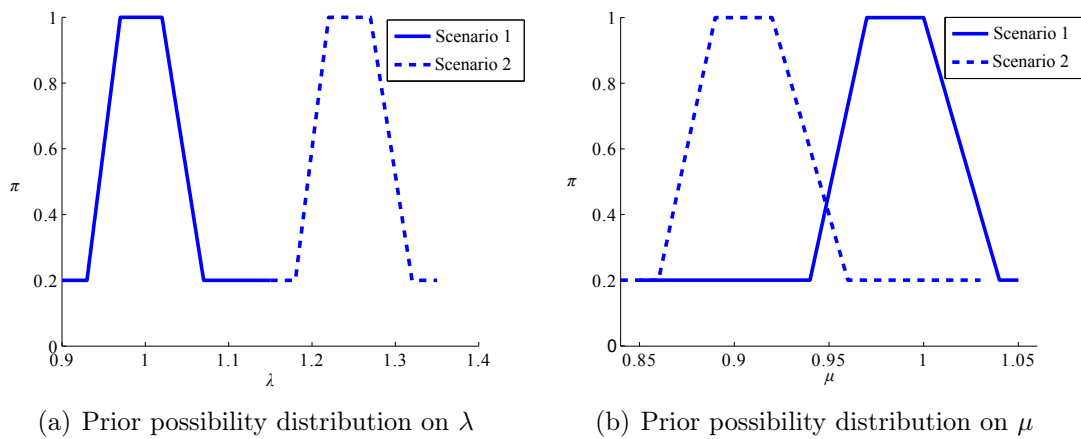 1
0.8
0.6
π
0.4
0.2
0
0.9
1
1.1
1.2
1.3
1.4
λ
Scenario 1
Scenario 2
(a) Prior possibility distribution on λ
1
0.8
0.6
π
0.4
0.2
0
0.85
0.9
0.95
1
1.05
μ
Scenario 1
Scenario 2
(b) Prior possibility distribution on μ